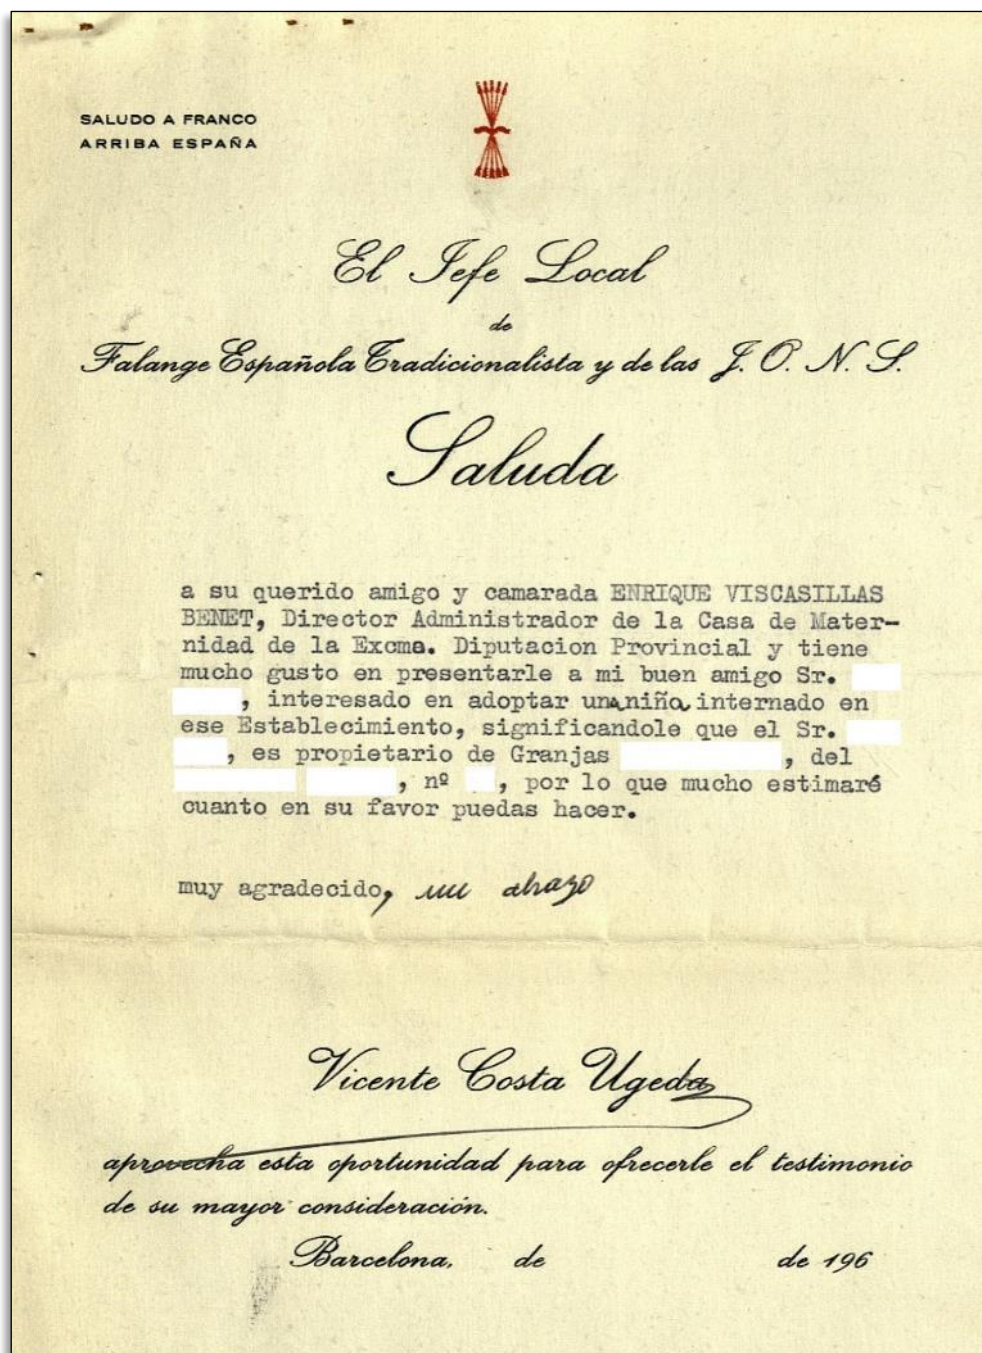 SALUDO A FRANCO
ARRIBA ESPAÑA
El Jefe Local
de
Falange Española Tradicionalista y de las J. O. N. S.
Saluda
a su querido amigo y camarada ENRIQUE VISCASILLAS
BENET, Director Administrador de la Casa de Mater-
nidad de la Excma. Diputacion Provincial y tiene
mucho gusto en presentarle a mi buen amigo Sr.
, interesado en adoptar una niña internado en
ese Establecimiento, significandole que el Sr.
, es propietario de Granjas , del
, nº , por lo que mucho estimaré
cuanto en su favor puedas hacer.
muy agradecido, un abrazo
Vicente Costa Ugeda
aprovecha esta oportunidad para ofrecerle el testimonio
de su mayor consideración.
Barcelona, de de 196